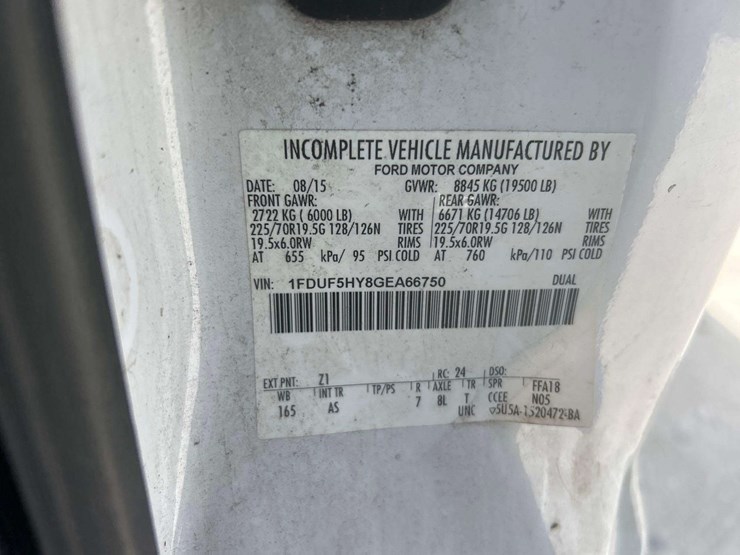 INCOMPLETE VEHICLE MANUFACTURED BY
FORD MOTOR COMPANY
DATE: 08/15 GVWR: 8845 KG (19500 LB)
FRONT GAWR: REAR GAWR:
2722 KG ( 6000 LB) WITH 6671 KG (14706 LB) WITH
225/70R19.5G 128/126N TIRES 225/70R19.5G 128/126N TIRES
19.5x6.0RW RIMS 19.5x6.0RW RIMS
AT 655 kPa/ 95 PSI COLD AT 760 kPa/110 PSI COLD
VIN: 1FDUF5HY8GEA66750 DUAL
EXT PNT: Z1 RC: 24 DSO:
WB INT TR TP/PS R AXLE TR SPR FFA18
165 AS 7 8L T CCEE N05
UNC 5U5A-1520472-BA